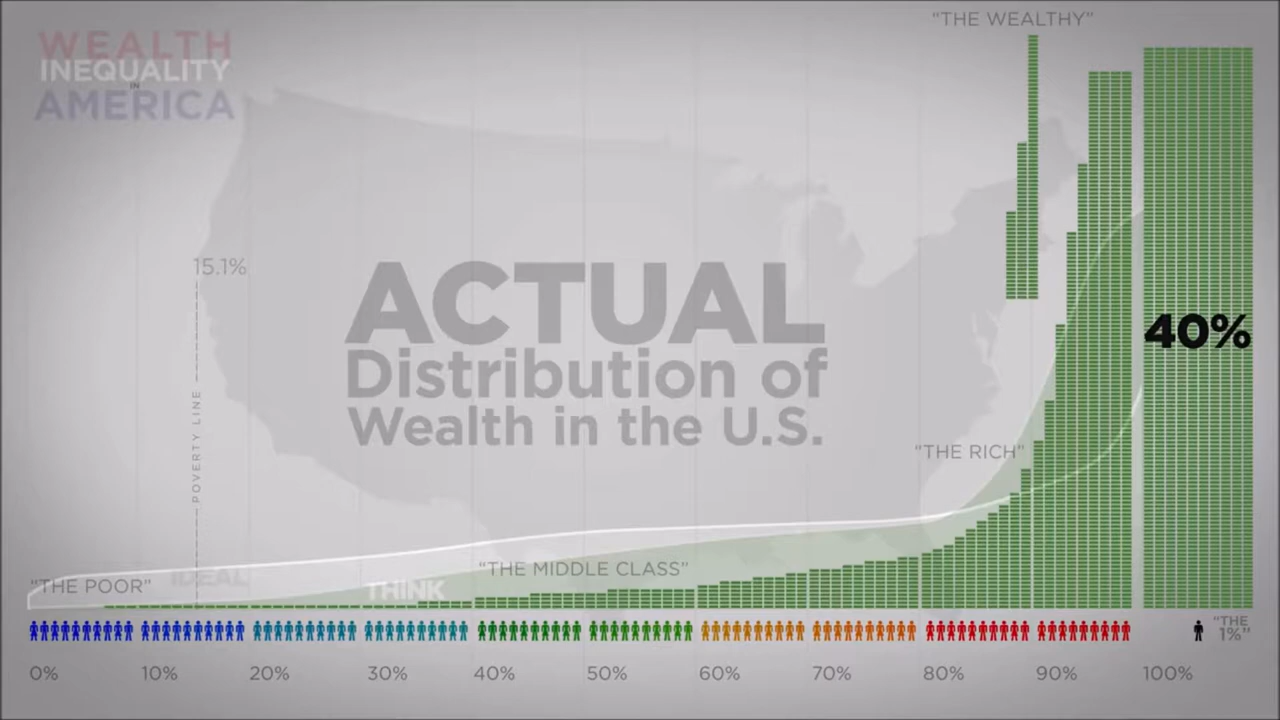 "THE WEALTHY"
WEALTH
INEQUALITY
IN
AMERICA
15.1%
ACTUAL
Distribution of
Wealth in the U.S.
40%
POVERTY LINE
"THE RICH"
"THE POOR"
IDEAL
THINK
"THE MIDDLE CLASS"
"THE
1%"
0% 10% 20% 30% 40% 50% 60% 70% 80% 90% 100%